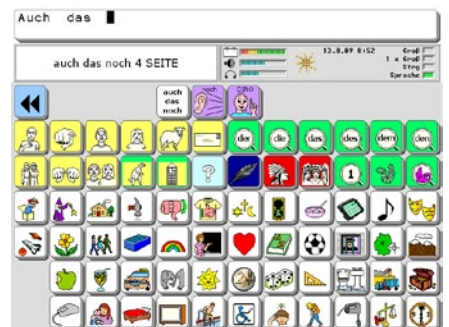 Auch das
auch das noch 4 SEITE
13.8.09 8:52
Groß
1 x Groß
Strg
Sprache
auch
das
noch
noch
der
die
das
des
dem
den
1